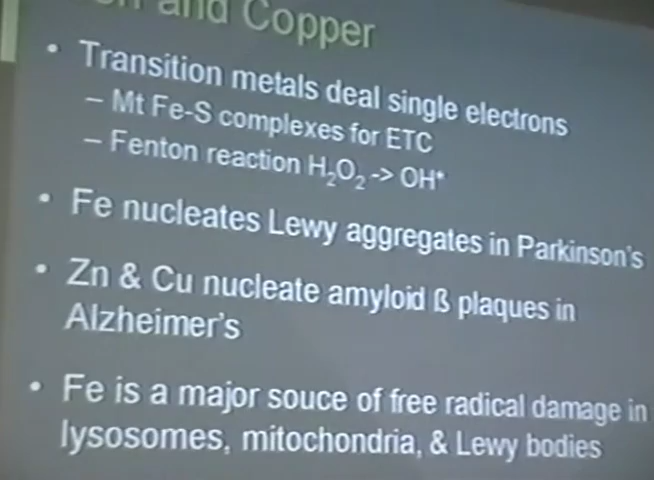 and Copper
• Transition metals deal single electrons
– Mt Fe-S complexes for ETC
– Fenton reaction H₂O₂ -> OH*
• Fe nucleates Lewy aggregates in Parkinson's
• Zn & Cu nucleate amyloid ß plaques in
Alzheimer's
• Fe is a major souce of free radical damage in
lysosomes, mitochondria, & Lewy bodies